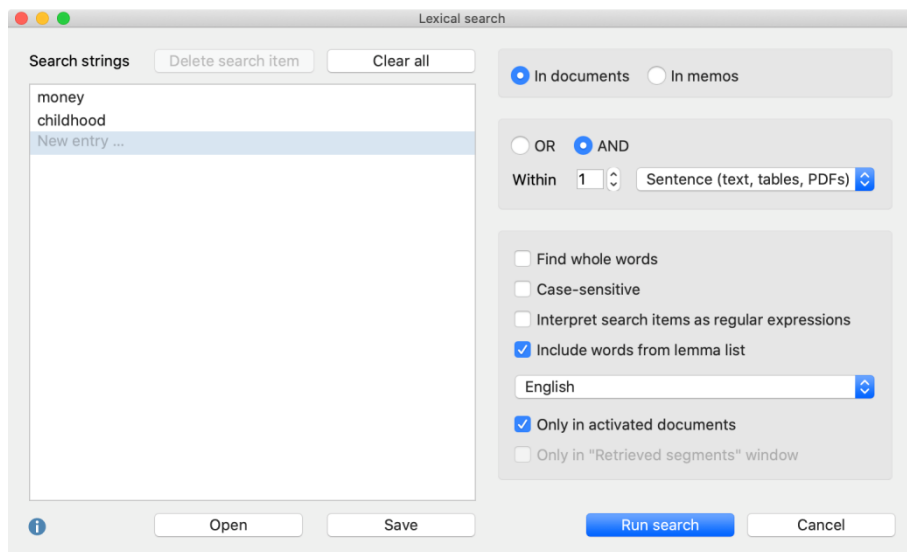 Lexical search
Search strings
Delete search item
Clear all
money
childhood
New entry ...
In documents
In memos
OR
AND
Within
1
Sentence (text, tables, PDFs)
Find whole words
Case-sensitive
Interpret search items as regular expressions
Include words from lemma list
English
Only in activated documents
Only in "Retrieved segments" window
Open
Save
Run search
Cancel